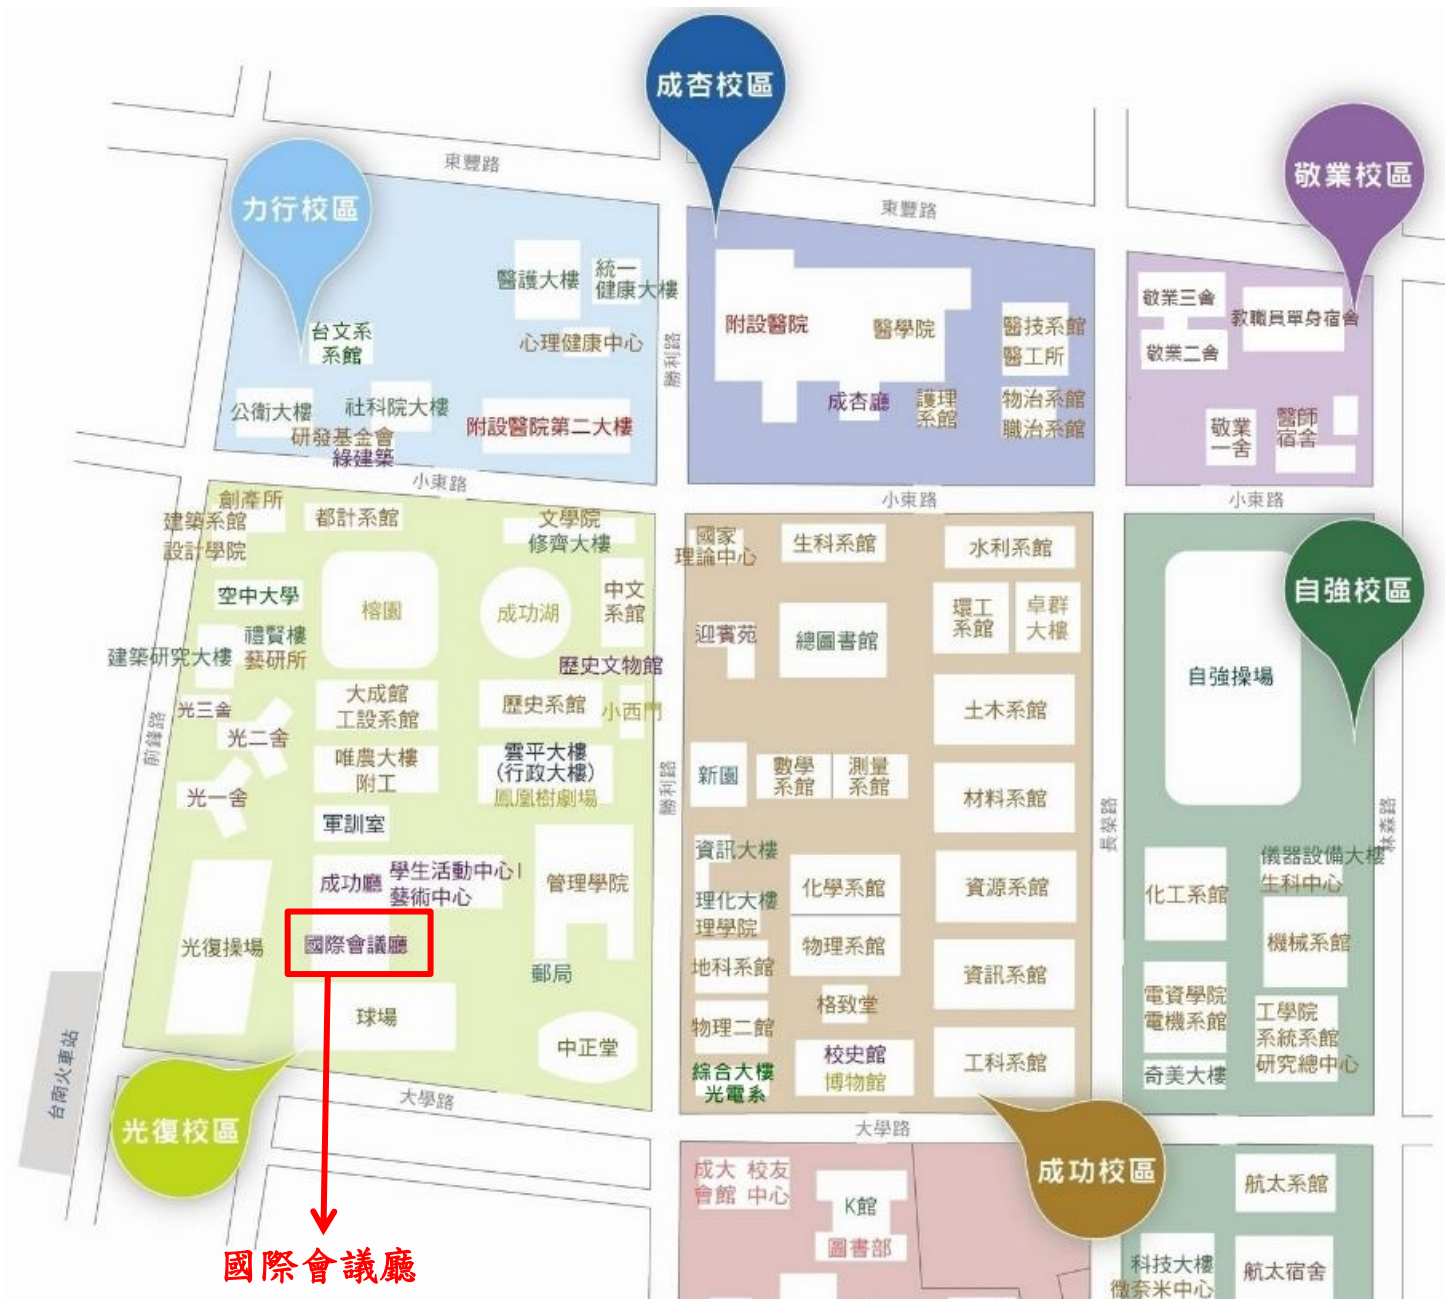 成杏校區
敬業校區
力行校區
東豐路
東豐路
醫護大樓
統一
健康大樓
心理健康中心
台文系
系館
公衛大樓
社科院大樓
研發基金會
綠建築
附設醫院第二大樓
勝利路
附設醫院
醫學院
成杏廳
護理
系館
醫技系館
醫工所
物治系館
職治系館
敬業三舍
敬業二舍
教職員單身宿舍
敬業
一舍
醫師
宿舍
小東路
小東路
小東路
創產所
建築系館
設計學院
都計系館
文學院
修齊大樓
空中大學
榕園
成功湖
中文
系館
禮賢樓
藝研所
建築研究大樓
歷史文物館
光三舍
大成館
工設系館
歷史系館
小西門
光二舍
前鋒路
唯農大樓
附工
雲平大樓
(行政大樓)
鳳凰樹劇場
光一舍
軍訓室
成功廳
學生活動中心I
藝術中心
管理學院
光復操場
國際會議廳
郵局
球場
中正堂
台南火車站
光復校區
大學路
國際會議廳
勝利路
國家
理論中心
生科系館
水利系館
迎賓苑
總圖書館
環工
系館
卓群
大樓
土木系館
新園
數學
系館
測量
系館
材料系館
資訊大樓
理化大樓
理學院
化學系館
資源系館
地科系館
物理系館
資訊系館
格致堂
物理二館
綜合大樓
光電系
校史館
博物館
工科系館
成功校區
大學路
長榮路
自強校區
自強操場
林森路
儀器設備大樓
生科中心
化工系館
機械系館
電資學院
電機系館
工學院
系統系館
研究總中心
奇美大樓
成大
會館
校友
中心
K館
圖書部
航太系館
科技大樓
微奈米中心
航太宿舍